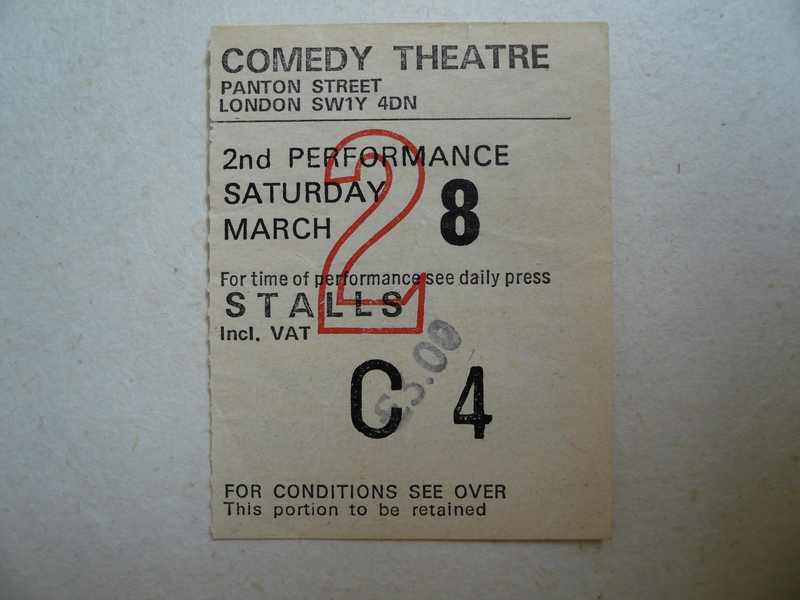 COMEDY THEATRE
PANTON STREET
LONDON SW1Y 4DN
2nd PERFORMANCE
2
SATURDAY
MARCH 8
For time of performance see daily press
STALLS
Incl. VAT
£3.00
C 4
FOR CONDITIONS SEE OVER
This portion to be retained